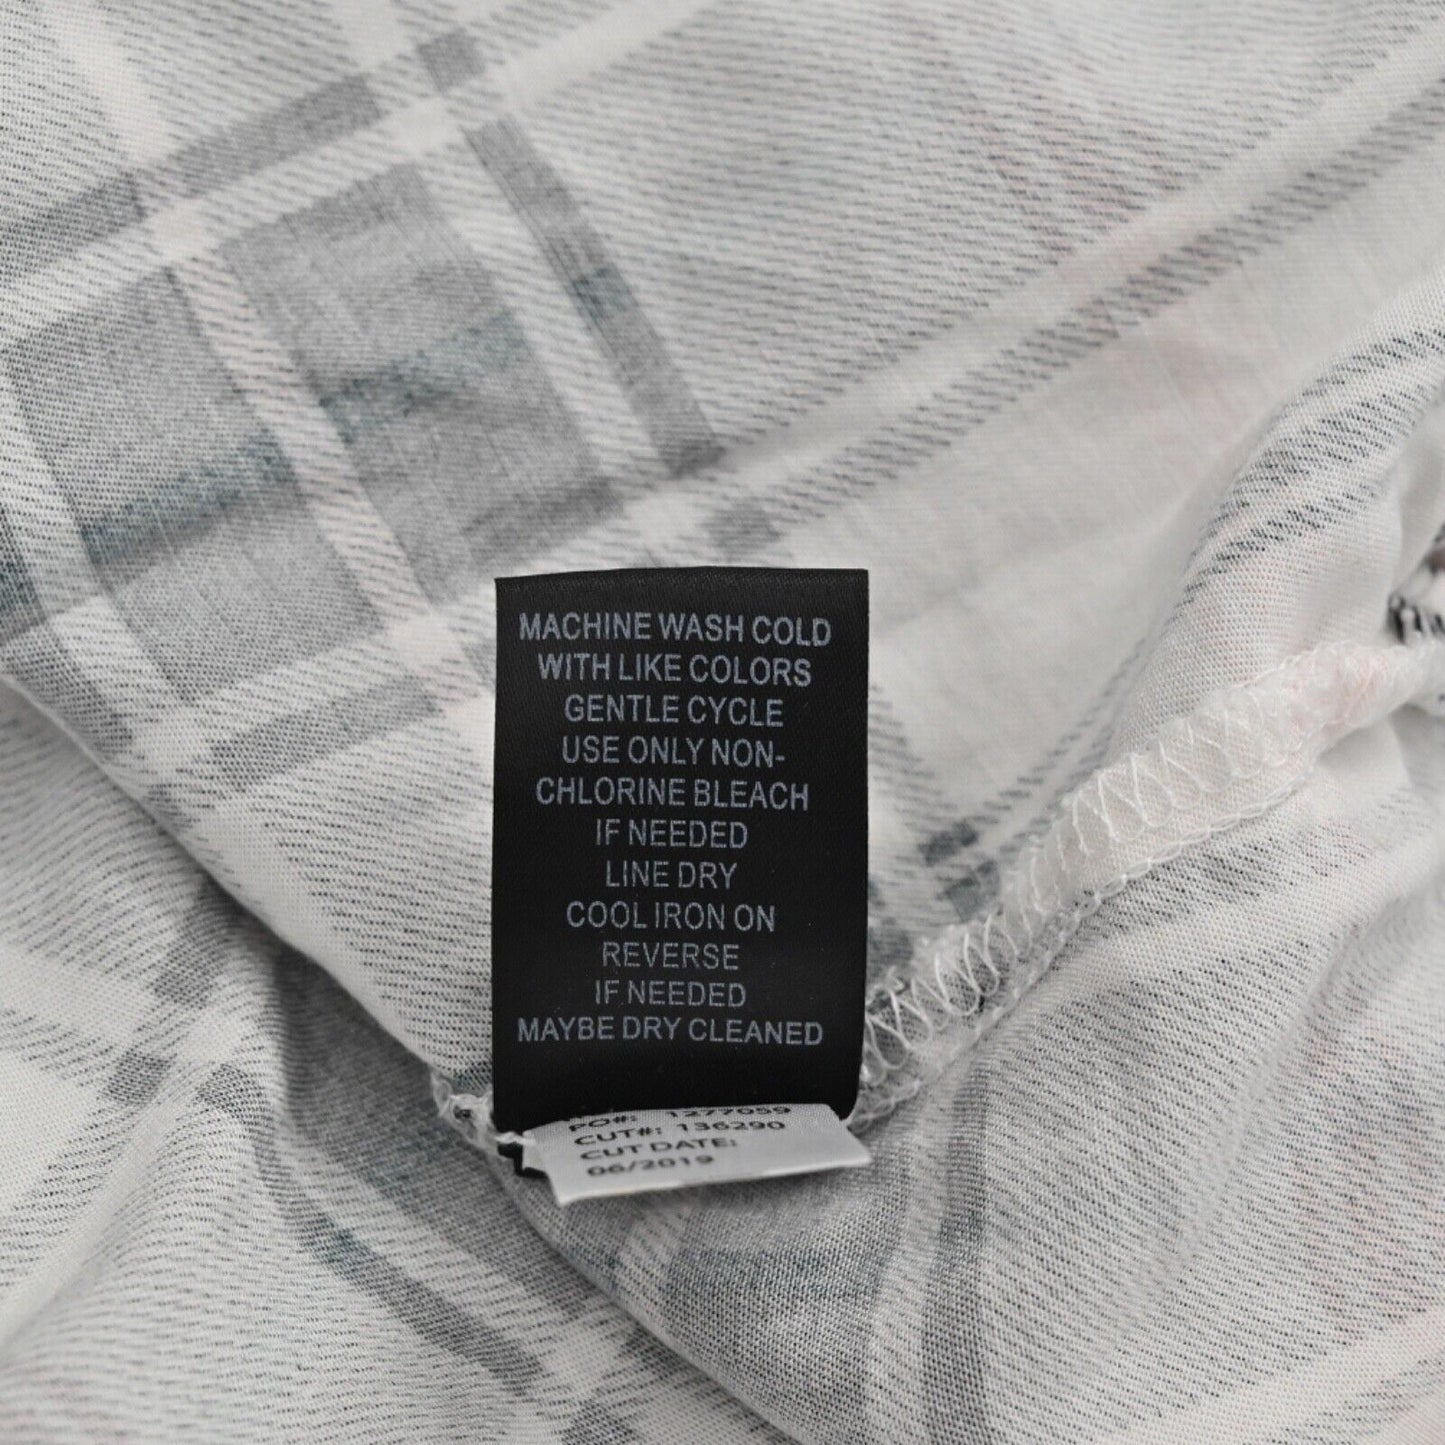 MACHINE WASH COLD
WITH LIKE COLORS
GENTLE CYCLE
USE ONLY NON-
CHLORINE BLEACH
IF NEEDED
LINE DRY
COOL IRON ON
REVERSE
IF NEEDED
MAYBE DRY CLEANED
PO#: 1277059
CUT#: 136290
CUT DATE:
06/2019